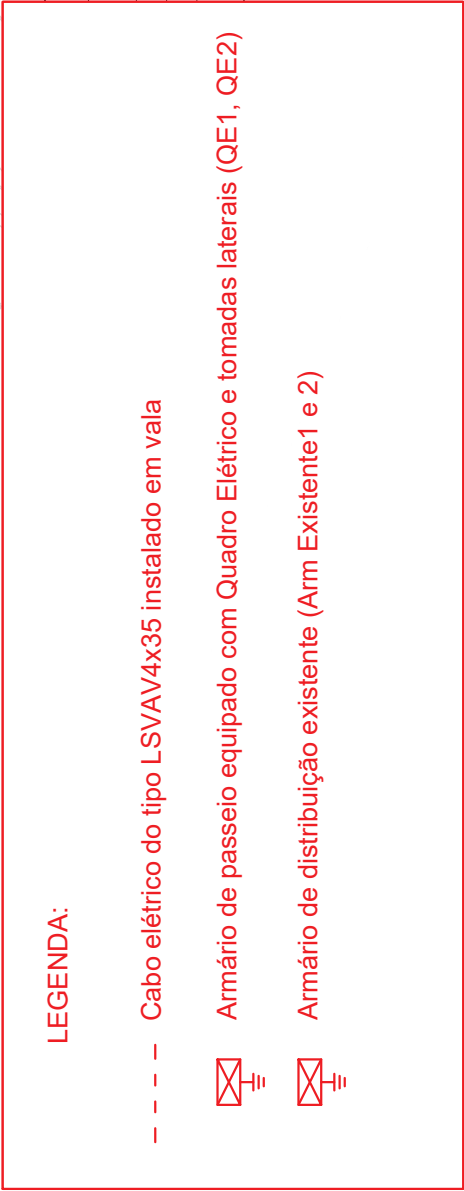 LEGENDA:
Cabo elétrico do tipo LSVAV4x35 instalado em vala
Armário de passeio equipado com Quadro Elétrico e tomadas laterais (QE1, QE2)
Armário de distribuição existente (Arm Existente1 e 2)